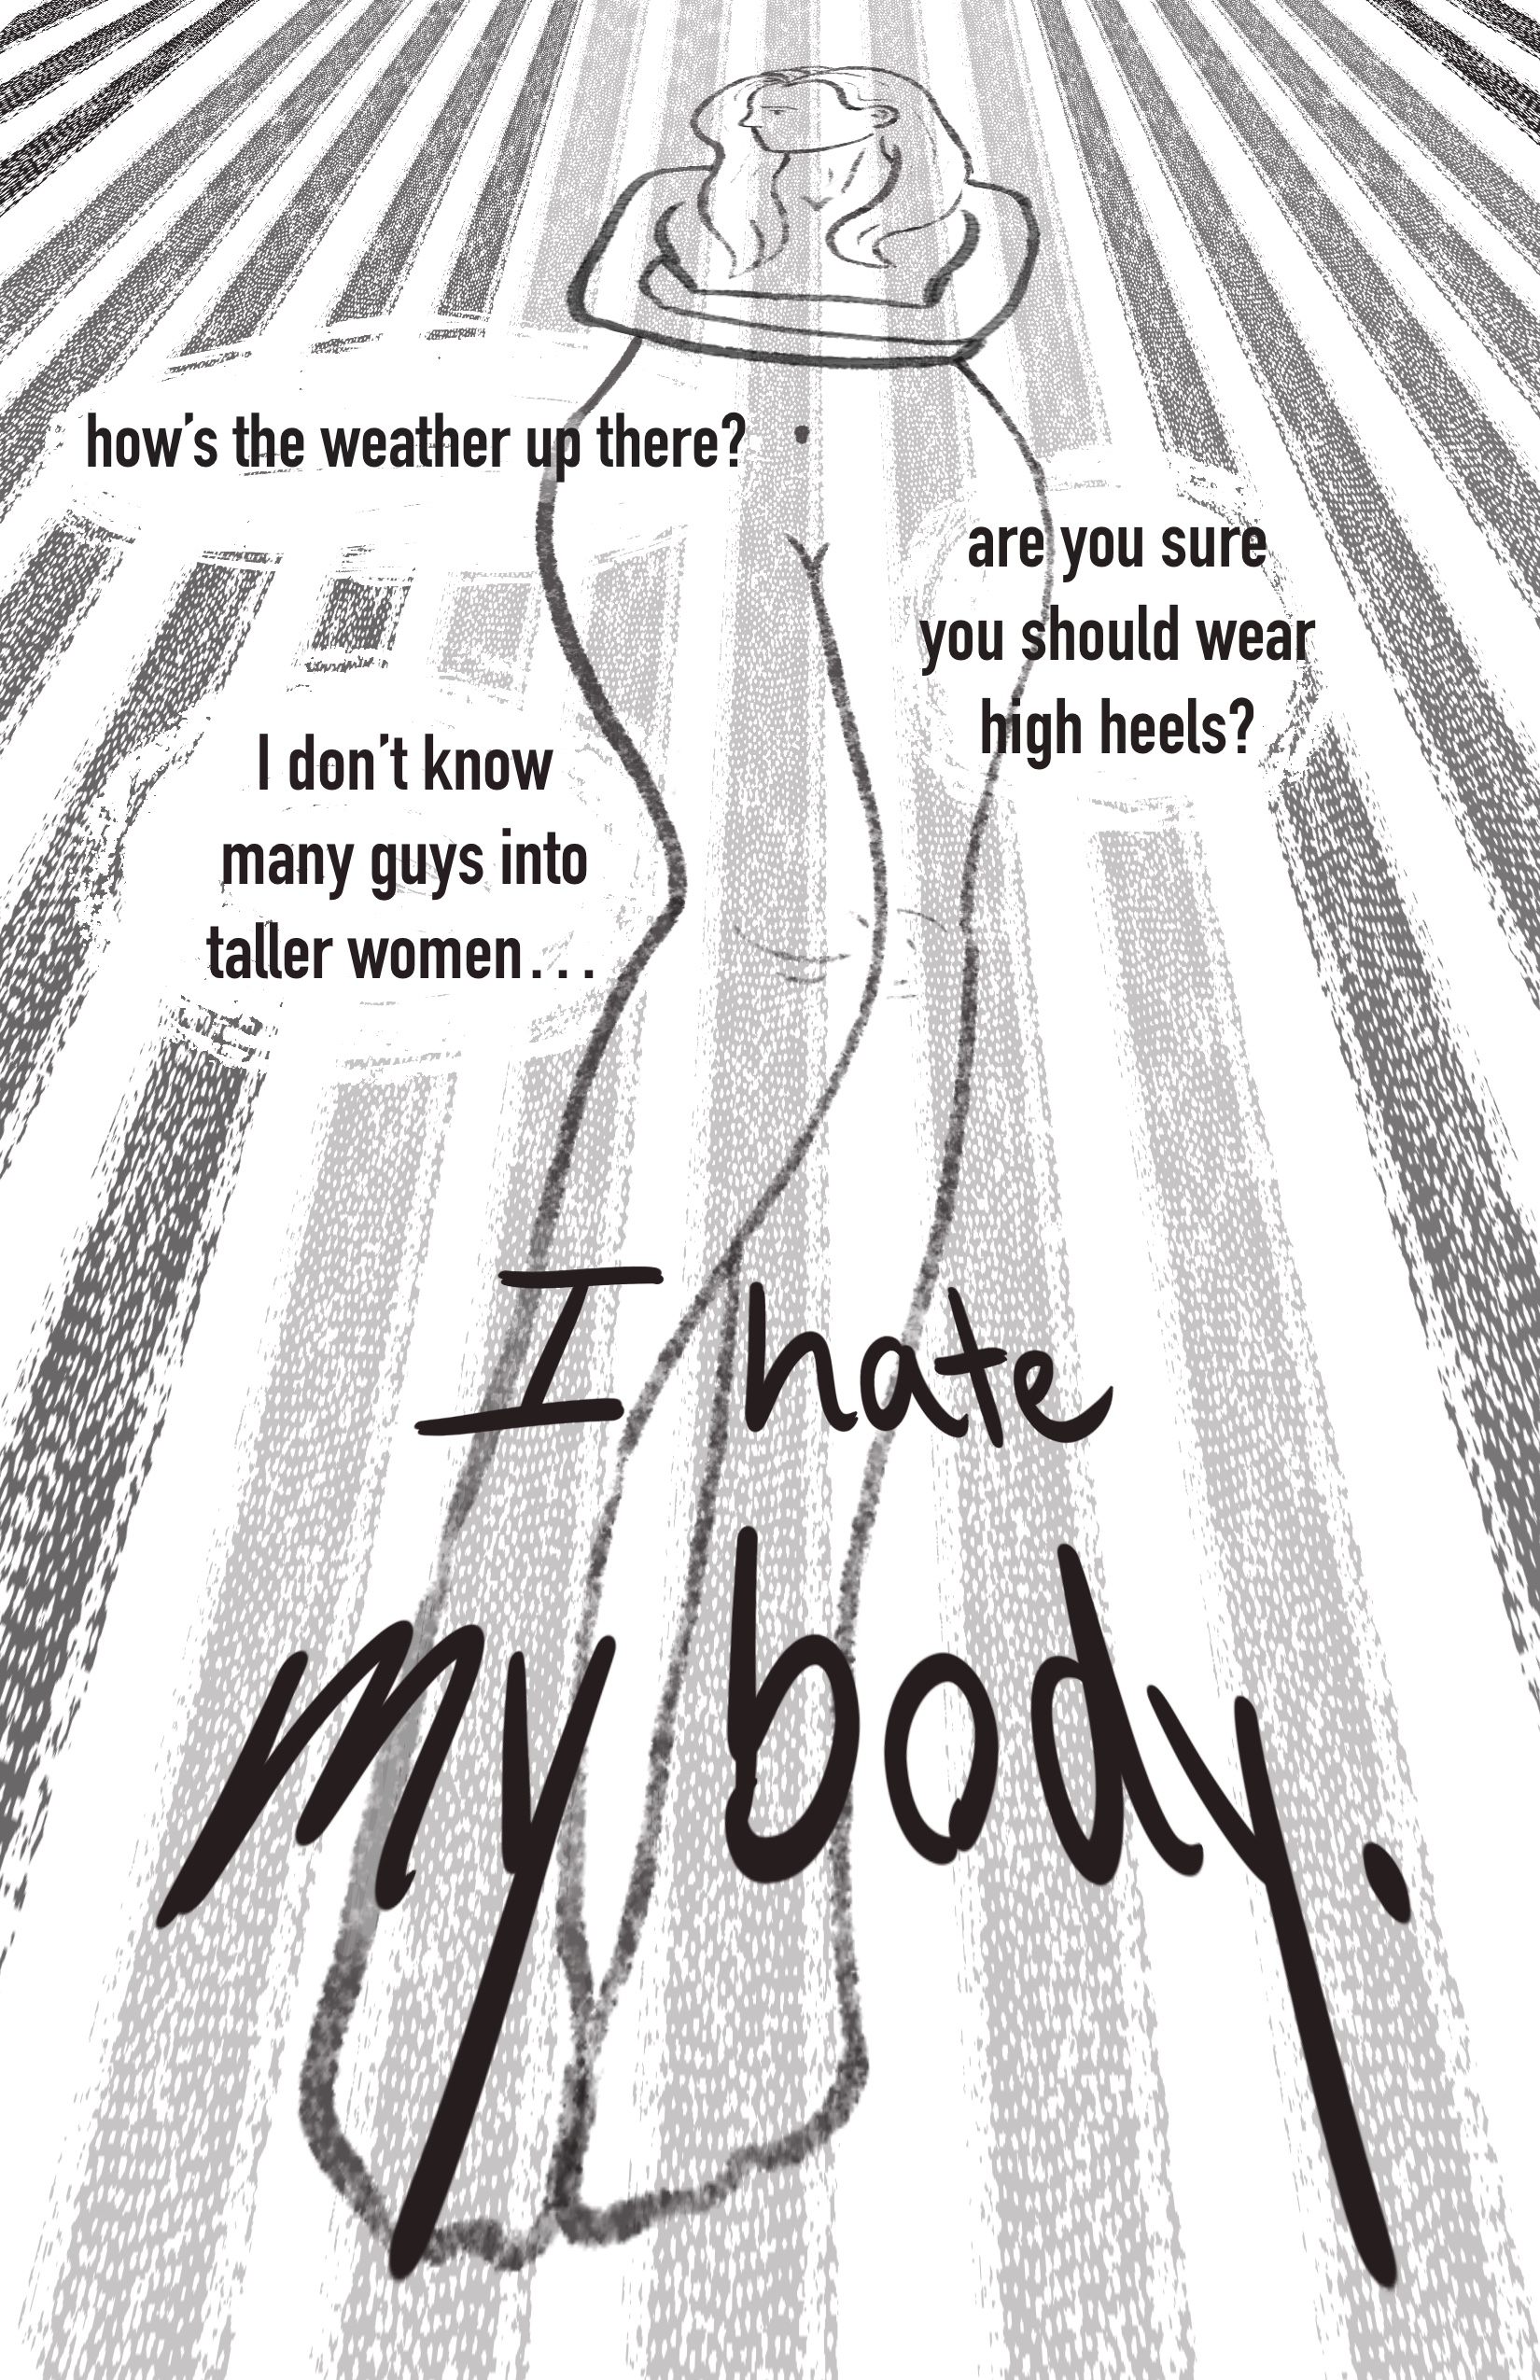 how’s the weather up there?
are you sure
you should wear
high heels?
I don’t know
many guys into
taller women...
I hate
my body.